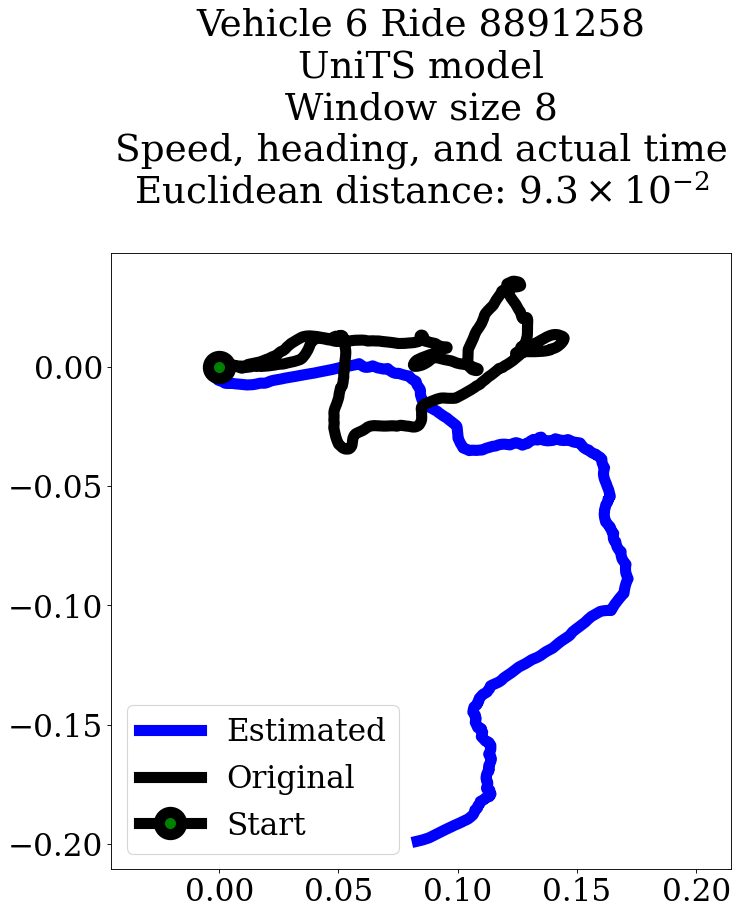 Vehicle 6 Ride 8891258
UniTS model
Window size 8
Speed, heading, and actual time
Euclidean distance: 9.3 × 10⁻²
0.00
−0.05
−0.10
−0.15
−0.20
Estimated
Original
Start
0.00 0.05 0.10 0.15 0.20